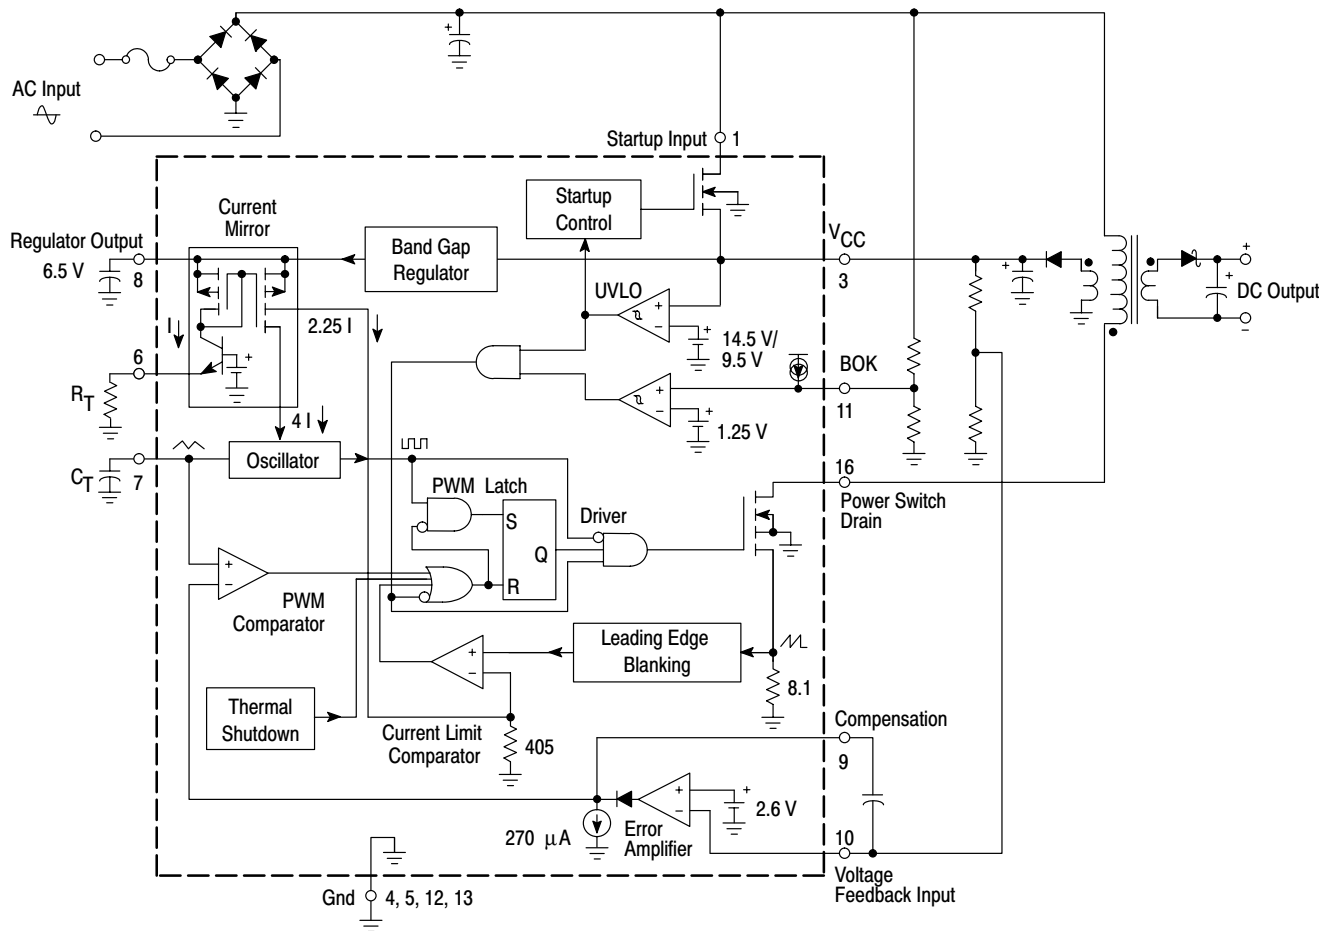 AC Input
Startup Input
1
Current
Mirror
Startup
Control
Regulator Output
6.5 V
8
Band Gap
Regulator
VCC
3
UVLO
DC Output
+
−
I
2.25 I
14.5 V/
9.5 V
6
RT
BOK
11
1.25 V
4 I
Oscillator
CT
7
PWM Latch
16
Power Switch
Drain
S
Q
R
Driver
PWM
Comparator
Leading Edge
Blanking
8.1
Thermal
Shutdown
Current Limit
Comparator
405
Compensation
9
270 µA
Error
Amplifier
2.6 V
10
Voltage
Feedback Input
Gnd
4, 5, 12, 13